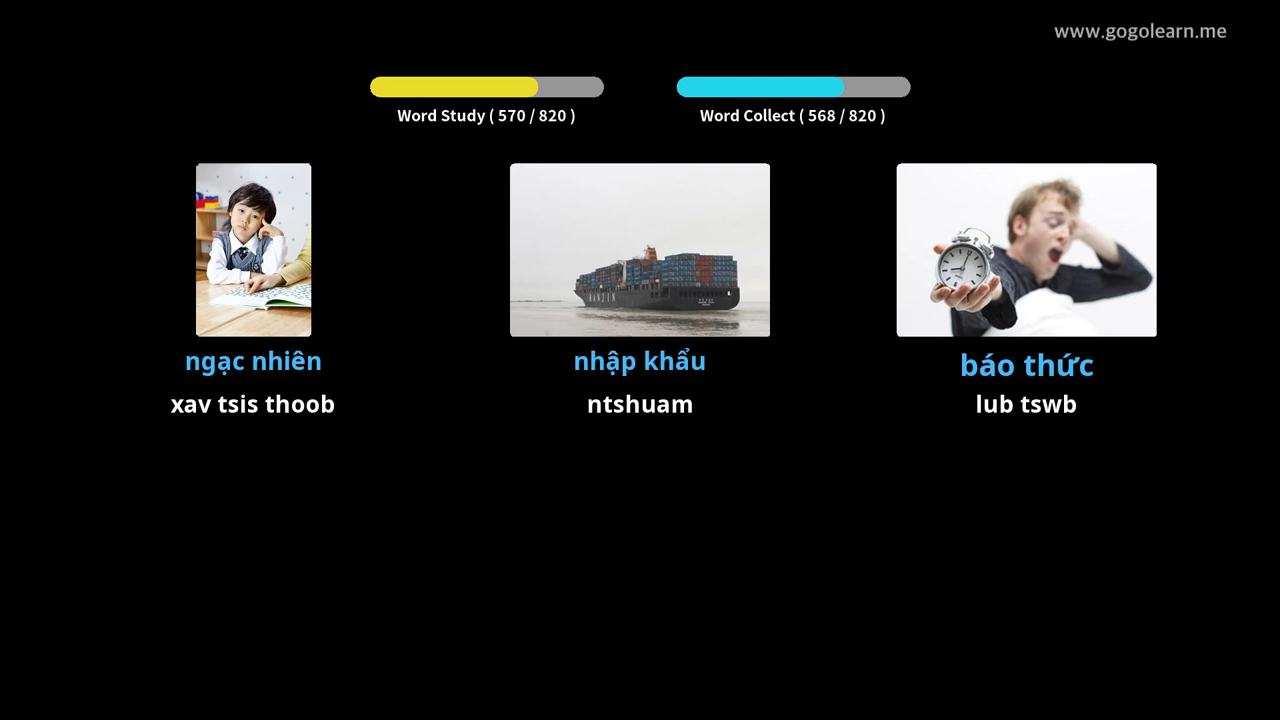 www.gogolearn.me
Word Study ( 570 / 820 )
Word Collect ( 568 / 820 )
HANJIN
ngạc nhiên
nhập khẩu
báo thức
xav tsis thoob
ntshuam
lub tswb